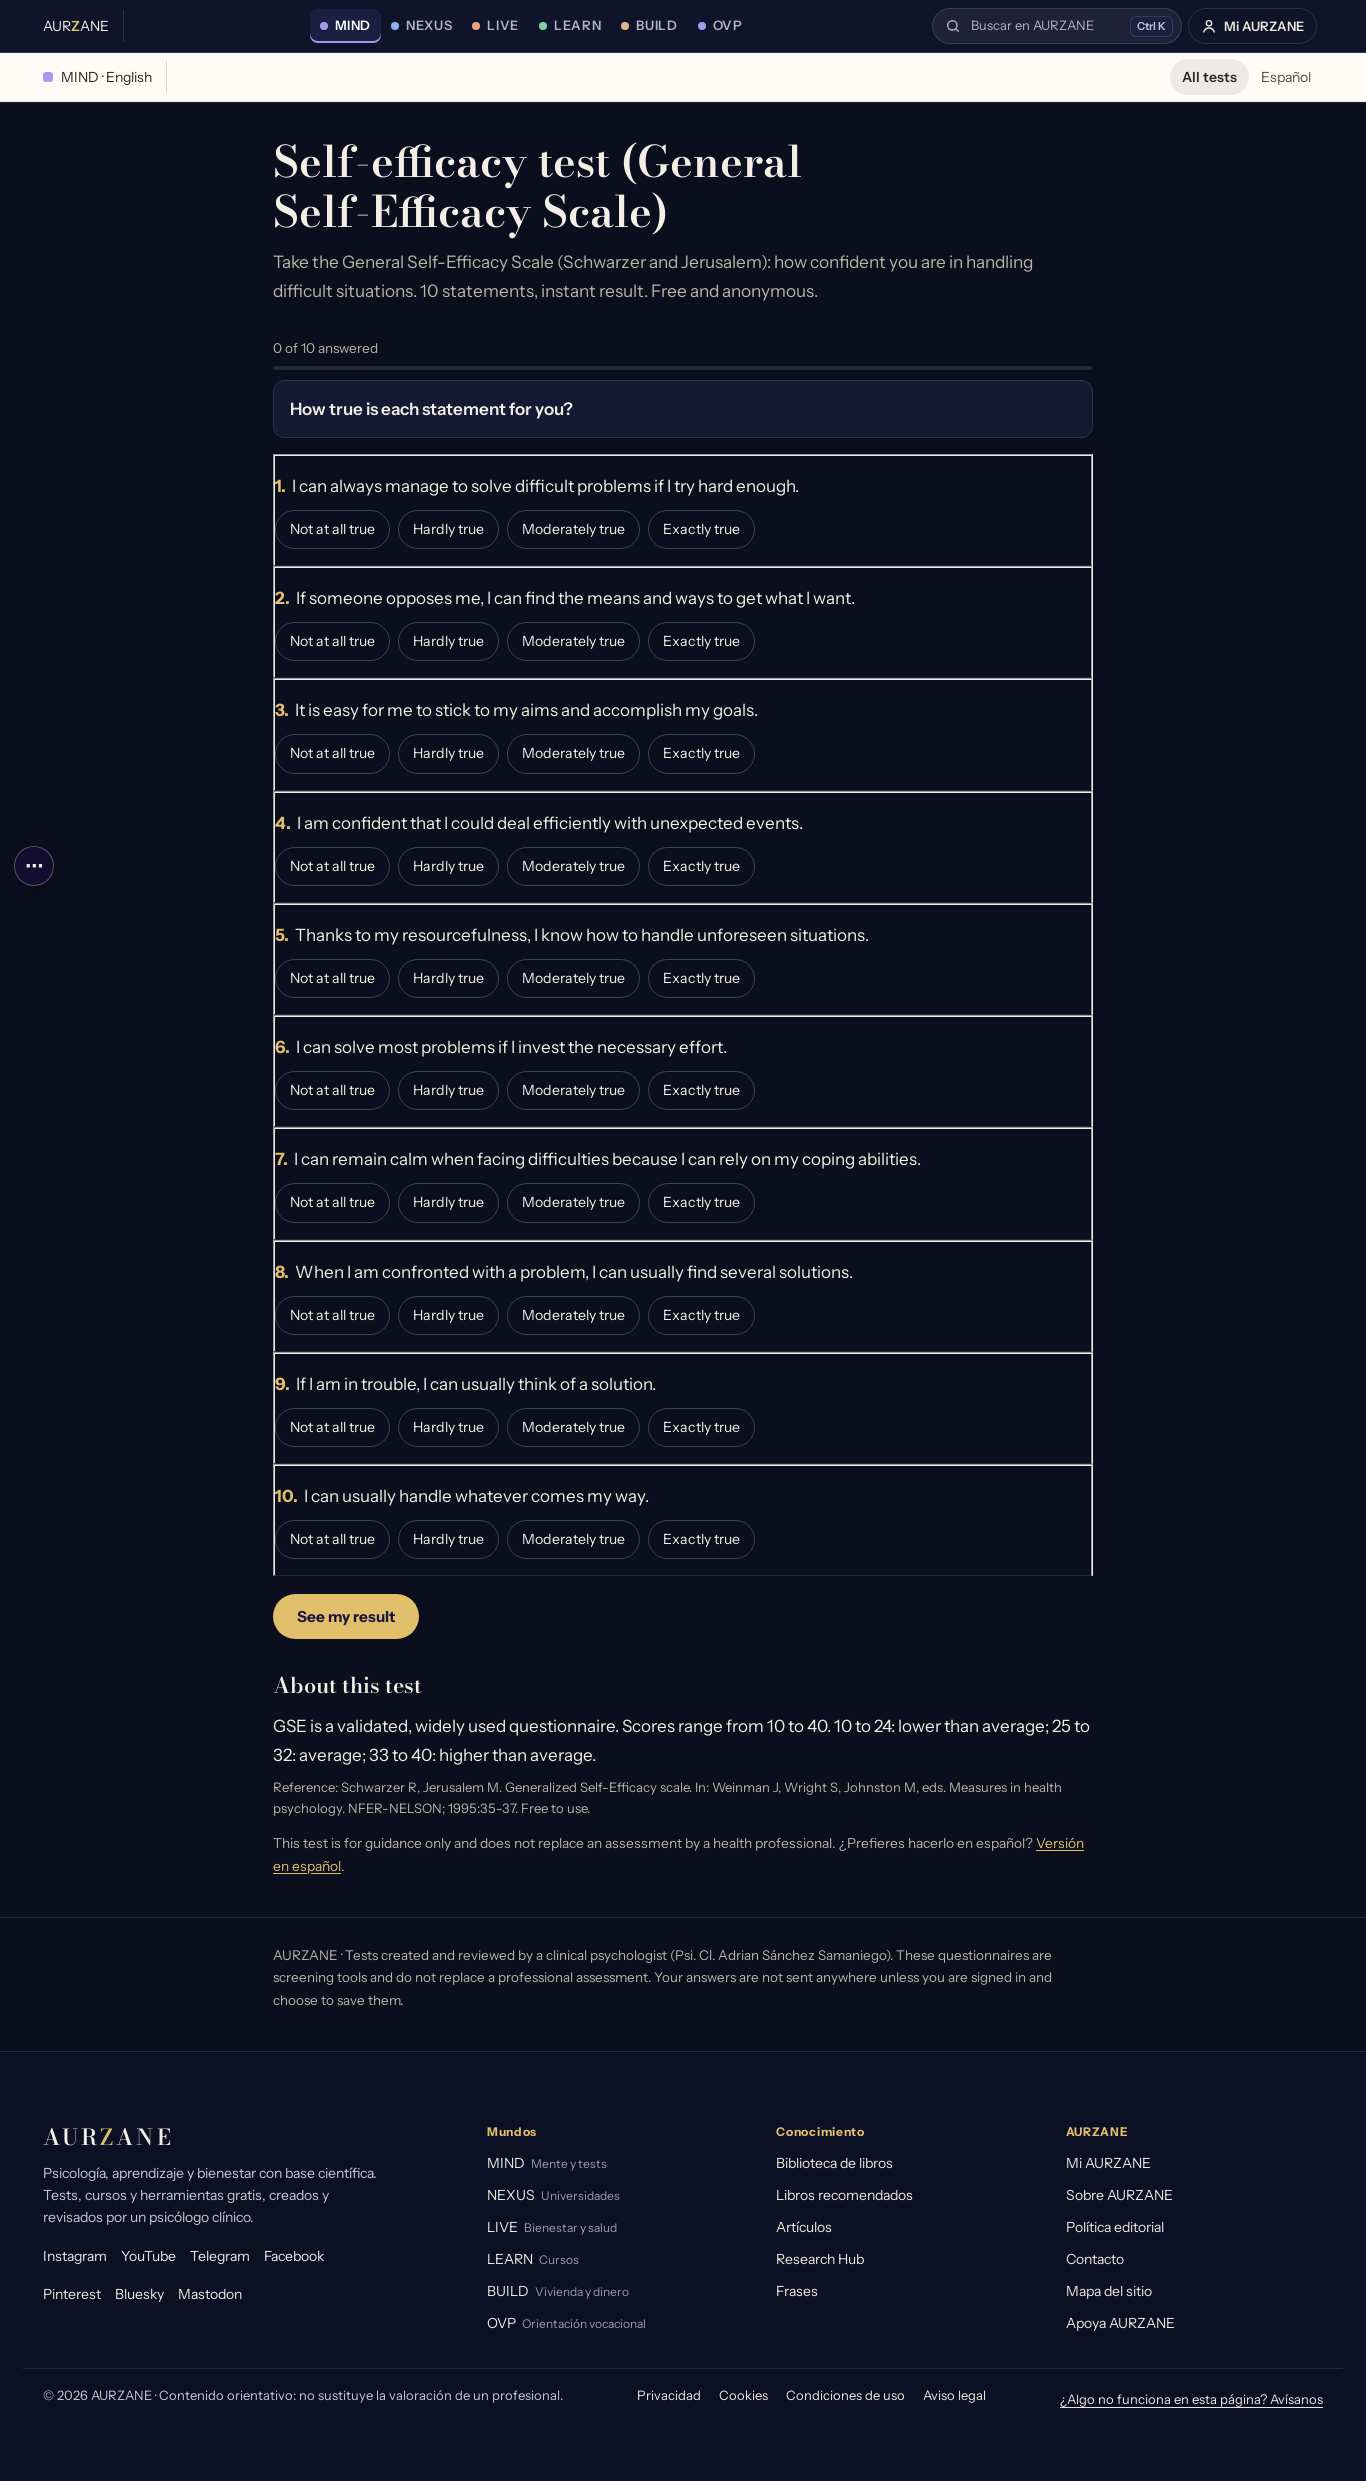 AURZANE
MIND
NEXUS
LIVE
LEARN
BUILD
OVP
Buscar en AURZANE
Ctrl K
Mi AURZANE
MIND · English
All tests
Español
Self-efficacy test (General
Self-Efficacy Scale)
Take the General Self-Efficacy Scale (Schwarzer and Jerusalem): how confident you are in handling
difficult situations. 10 statements, instant result. Free and anonymous.
0 of 10 answered
How true is each statement for you?
1. I can always manage to solve difficult problems if I try hard enough.
Not at all true Hardly true Moderately true Exactly true
2. If someone opposes me, I can find the means and ways to get what I want.
Not at all true Hardly true Moderately true Exactly true
3. It is easy for me to stick to my aims and accomplish my goals.
Not at all true Hardly true Moderately true Exactly true
4. I am confident that I could deal efficiently with unexpected events.
Not at all true Hardly true Moderately true Exactly true
5. Thanks to my resourcefulness, I know how to handle unforeseen situations.
Not at all true Hardly true Moderately true Exactly true
6. I can solve most problems if I invest the necessary effort.
Not at all true Hardly true Moderately true Exactly true
7. I can remain calm when facing difficulties because I can rely on my coping abilities.
Not at all true Hardly true Moderately true Exactly true
8. When I am confronted with a problem, I can usually find several solutions.
Not at all true Hardly true Moderately true Exactly true
9. If I am in trouble, I can usually think of a solution.
Not at all true Hardly true Moderately true Exactly true
10. I can usually handle whatever comes my way.
Not at all true Hardly true Moderately true Exactly true
See my result
About this test
GSE is a validated, widely used questionnaire. Scores range from 10 to 40. 10 to 24: lower than average; 25 to
32: average; 33 to 40: higher than average.
Reference: Schwarzer R, Jerusalem M. Generalized Self-Efficacy scale. In: Weinman J, Wright S, Johnston M, eds. Measures in health
psychology. NFER-NELSON; 1995:35-37. Free to use.
This test is for guidance only and does not replace an assessment by a health professional. ¿Prefieres hacerlo en español? Versión
en español.
AURZANE · Tests created and reviewed by a clinical psychologist (Psi. Cl. Adrian Sánchez Samaniego). These questionnaires are
screening tools and do not replace a professional assessment. Your answers are not sent anywhere unless you are signed in and
choose to save them.
AURZANE
Psicología, aprendizaje y bienestar con base científica.
Tests, cursos y herramientas gratis, creados y
revisados por un psicólogo clínico.
Instagram YouTube Telegram Facebook
Pinterest Bluesky Mastodon
Mundos
MIND Mente y tests
NEXUS Universidades
LIVE Bienestar y salud
LEARN Cursos
BUILD Vivienda y dinero
OVP Orientación vocacional
Conocimiento
Biblioteca de libros
Libros recomendados
Artículos
Research Hub
Frases
AURZANE
Mi AURZANE
Sobre AURZANE
Política editorial
Contacto
Mapa del sitio
Apoya AURZANE
© 2026 AURZANE · Contenido orientativo: no sustituye la valoración de un profesional.
Privacidad Cookies Condiciones de uso Aviso legal
¿Algo no funciona en esta página? Avísanos